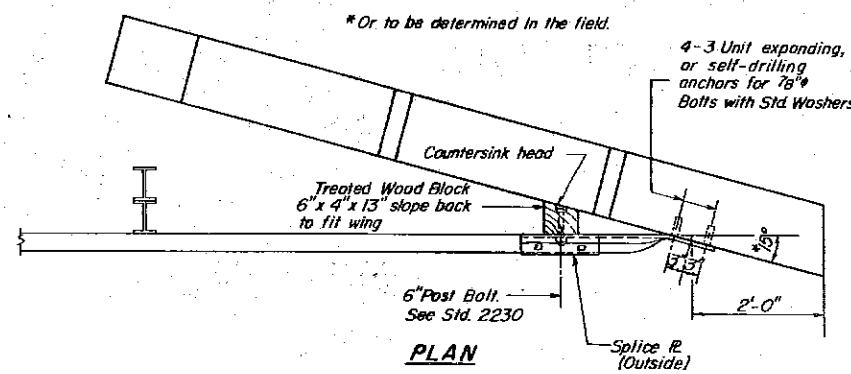 *Or to be determined in the field.
4-3 Unit expanding,
or self-drilling
anchors for 7/8"ϕ
Bolts with Std. Washers
Countersink head
Treated Wood Block
6"x 4"x 13" slope back
to fit wing
*15°
3" 3"
2'-0"
6" Post Bolt.
See Std. 2230
Splice PL
(Outside)
PLAN